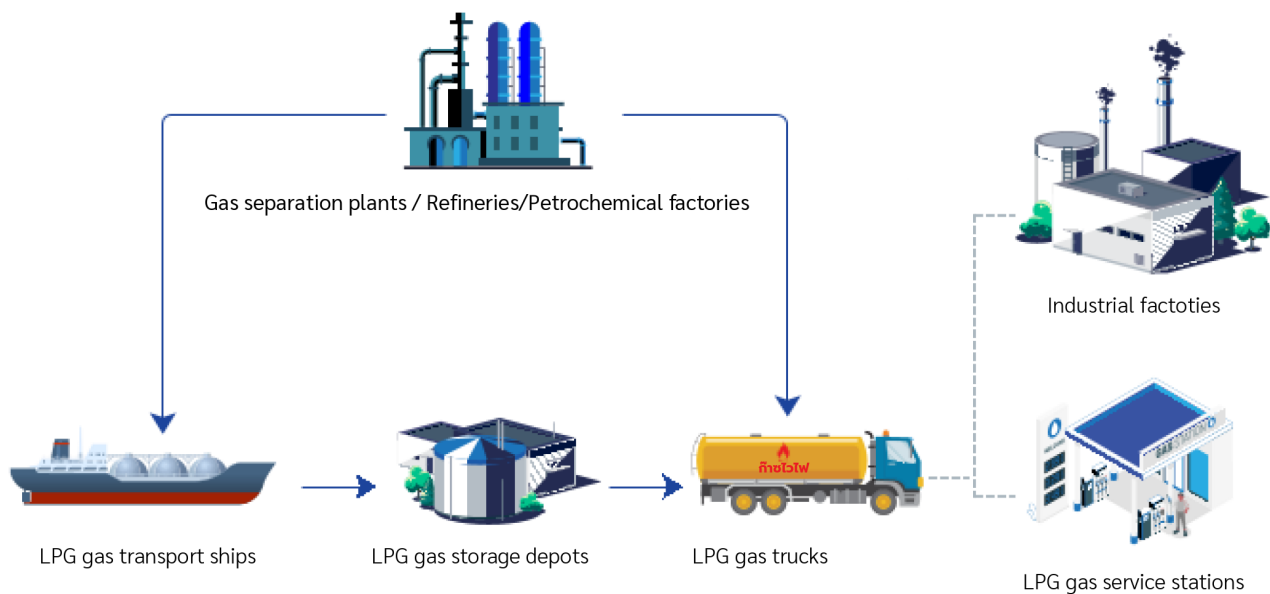 Gas separation plants / Refineries/Petrochemical factories
Industrial factoties
ก๊าซไวไฟ
LPG gas transport ships
LPG gas storage depots
LPG gas trucks
LPG gas service stations